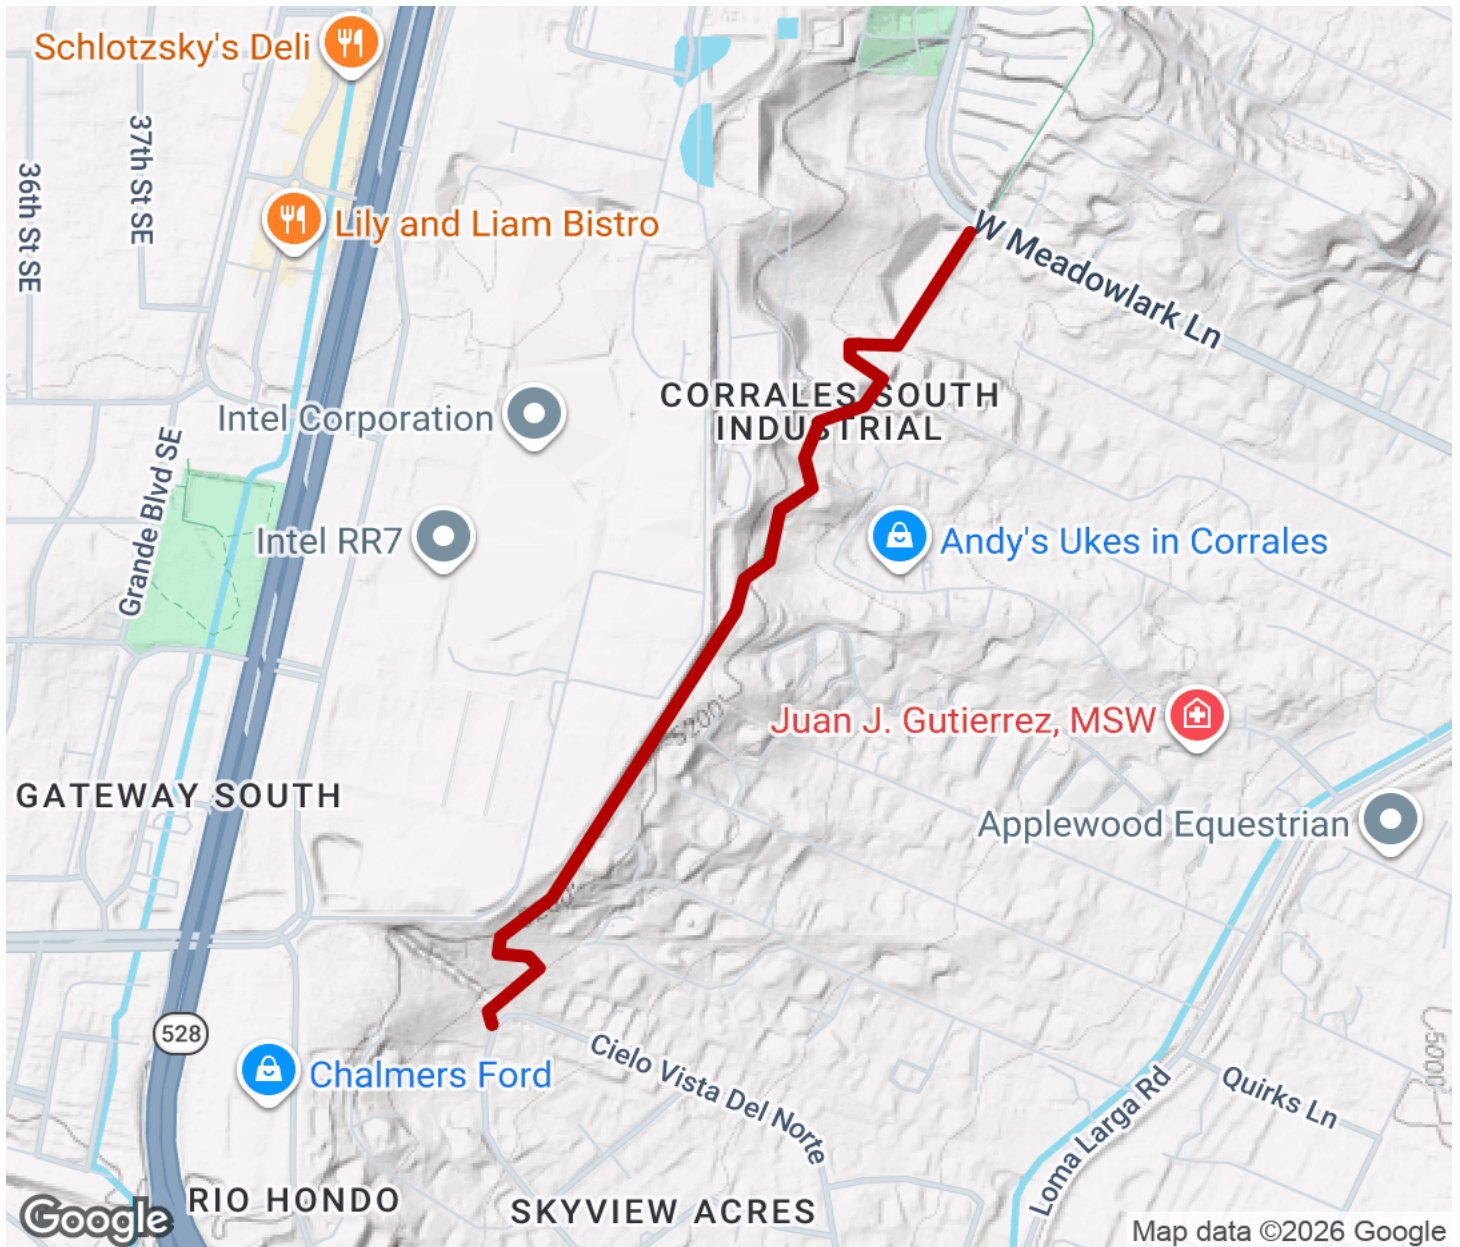 Schlotzsky's Deli
37th St SE
36th St SE
Lily and Liam Bistro
W Meadowlark Ln
CORRALES SOUTH
INDUSTRIAL
Intel Corporation
Grande Blvd SE
Intel RR7
Andy's Ukes in Corrales
5200
Juan J. Gutierrez, MSW
GATEWAY SOUTH
Applewood Equestrian
528
Chalmers Ford
Cielo Vista Del Norte
Quirks Ln
5000
Loma Larga Rd
RIO HONDO
SKYVIEW ACRES
Google
Map data ©2026 Google